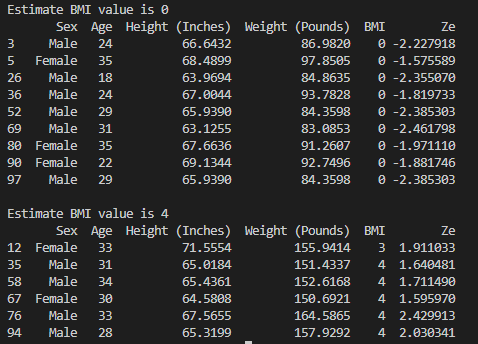 Estimate BMI value is 0
Sex Age Height (Inches) Weight (Pounds) BMI Ze
3 Male 24 66.6432 86.9820 0 -2.227918
5 Female 35 68.4899 97.8505 0 -1.575589
26 Male 18 63.9694 84.8635 0 -2.355070
36 Male 24 67.0044 93.7828 0 -1.819733
52 Male 29 65.9390 84.3598 0 -2.385303
69 Male 31 63.1255 83.0853 0 -2.461798
80 Female 35 67.6636 91.2607 0 -1.971110
90 Female 22 69.1344 92.7496 0 -1.881746
97 Male 29 65.9390 84.3598 0 -2.385303
Estimate BMI value is 4
Sex Age Height (Inches) Weight (Pounds) BMI Ze
12 Female 33 71.5554 155.9414 3 1.911033
35 Male 31 65.0184 151.4337 4 1.640481
58 Male 34 65.4361 152.6168 4 1.711490
67 Female 30 64.5808 150.6921 4 1.595970
76 Male 33 67.5655 164.5865 4 2.429913
94 Male 28 65.3199 157.9292 4 2.030341